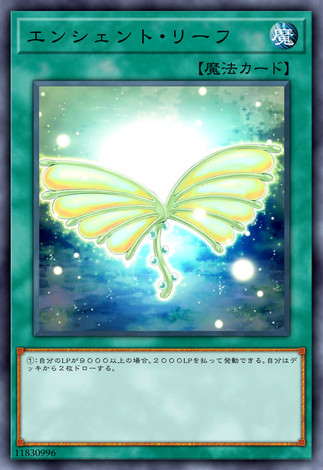 エンシェント・リーフ
魔
【魔法カード】
①：自分のLPが９０００以上の場合、２０００LPを払って発動できる。自分はデ
ッキから２枚ドローする。
11830996